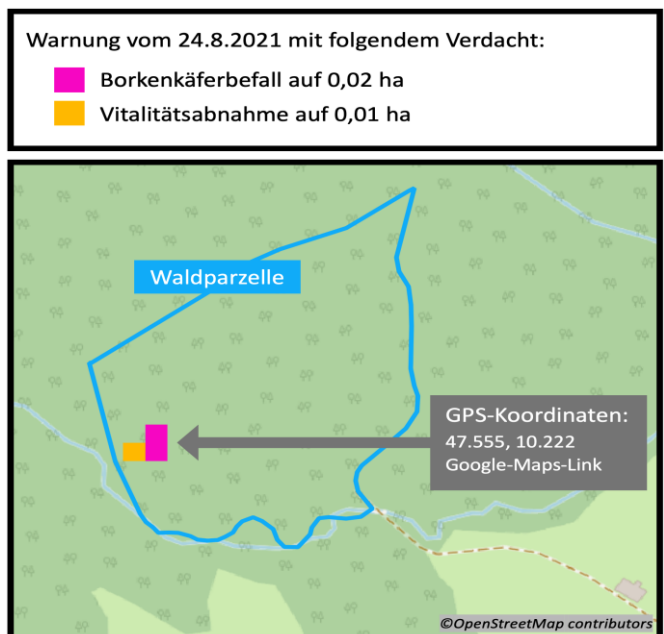 Warnung vom 24.8.2021 mit folgendem Verdacht:
Borkenkäferbefall auf 0,02 ha
Vitalitätsabnahme auf 0,01 ha
Waldparzelle
GPS-Koordinaten:
47.555, 10.222
Google-Maps-Link
©OpenStreetMap contributors